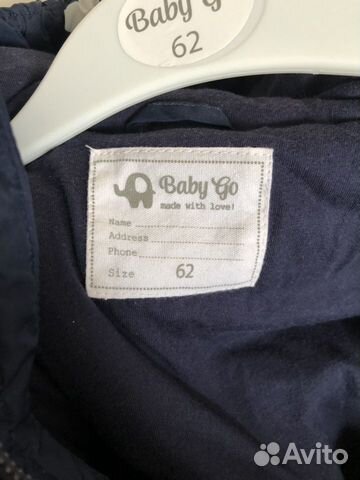 Baby Go
62
Baby Go
made with love!
Name
Address
Phone
Size 62
Avito